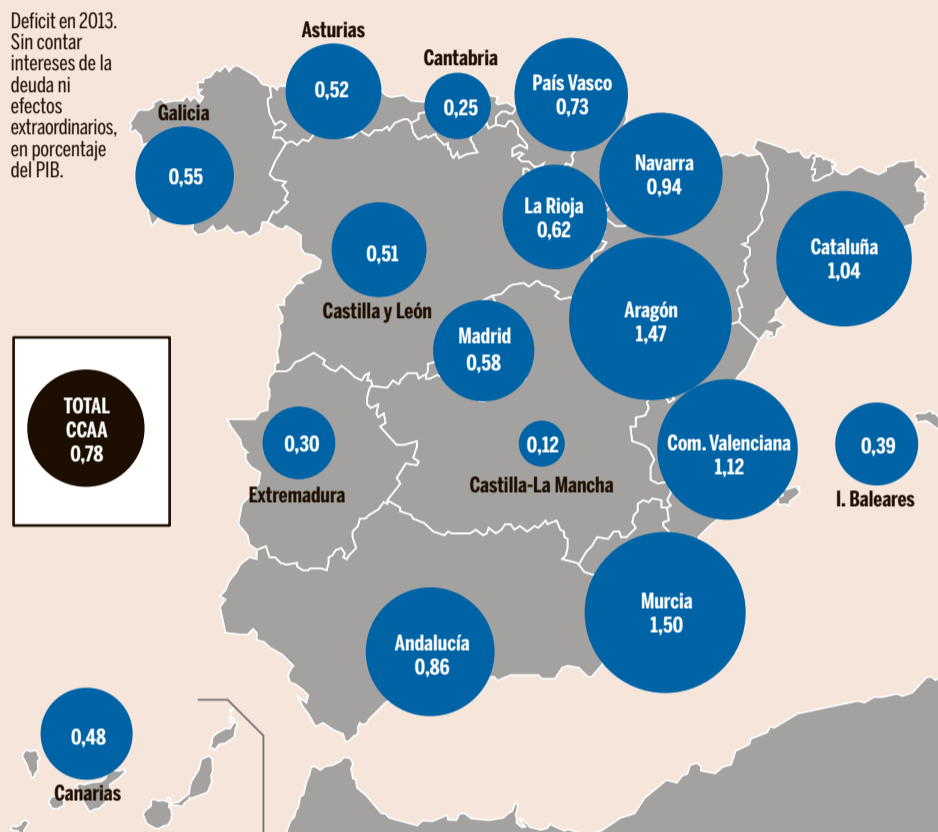 Deficit en 2013.
Sin contar
intereses de la
deuda ni
efectos
extraordinarios,
en porcentaje
del PIB.
Asturias
0,52
Cantabria
0,25
País Vasco
0,73
Galicia
0,55
Navarra
0,94
La Rioja
0,62
Cataluña
1,04
0,51
Castilla y León
Aragón
1,47
Madrid
0,58
TOTAL
CCAA
0,78
0,30
Extremadura
0,12
Castilla-La Mancha
Com. Valenciana
1,12
0,39
I. Baleares
Murcia
1,50
Andalucía
0,86
0,48
Canarias